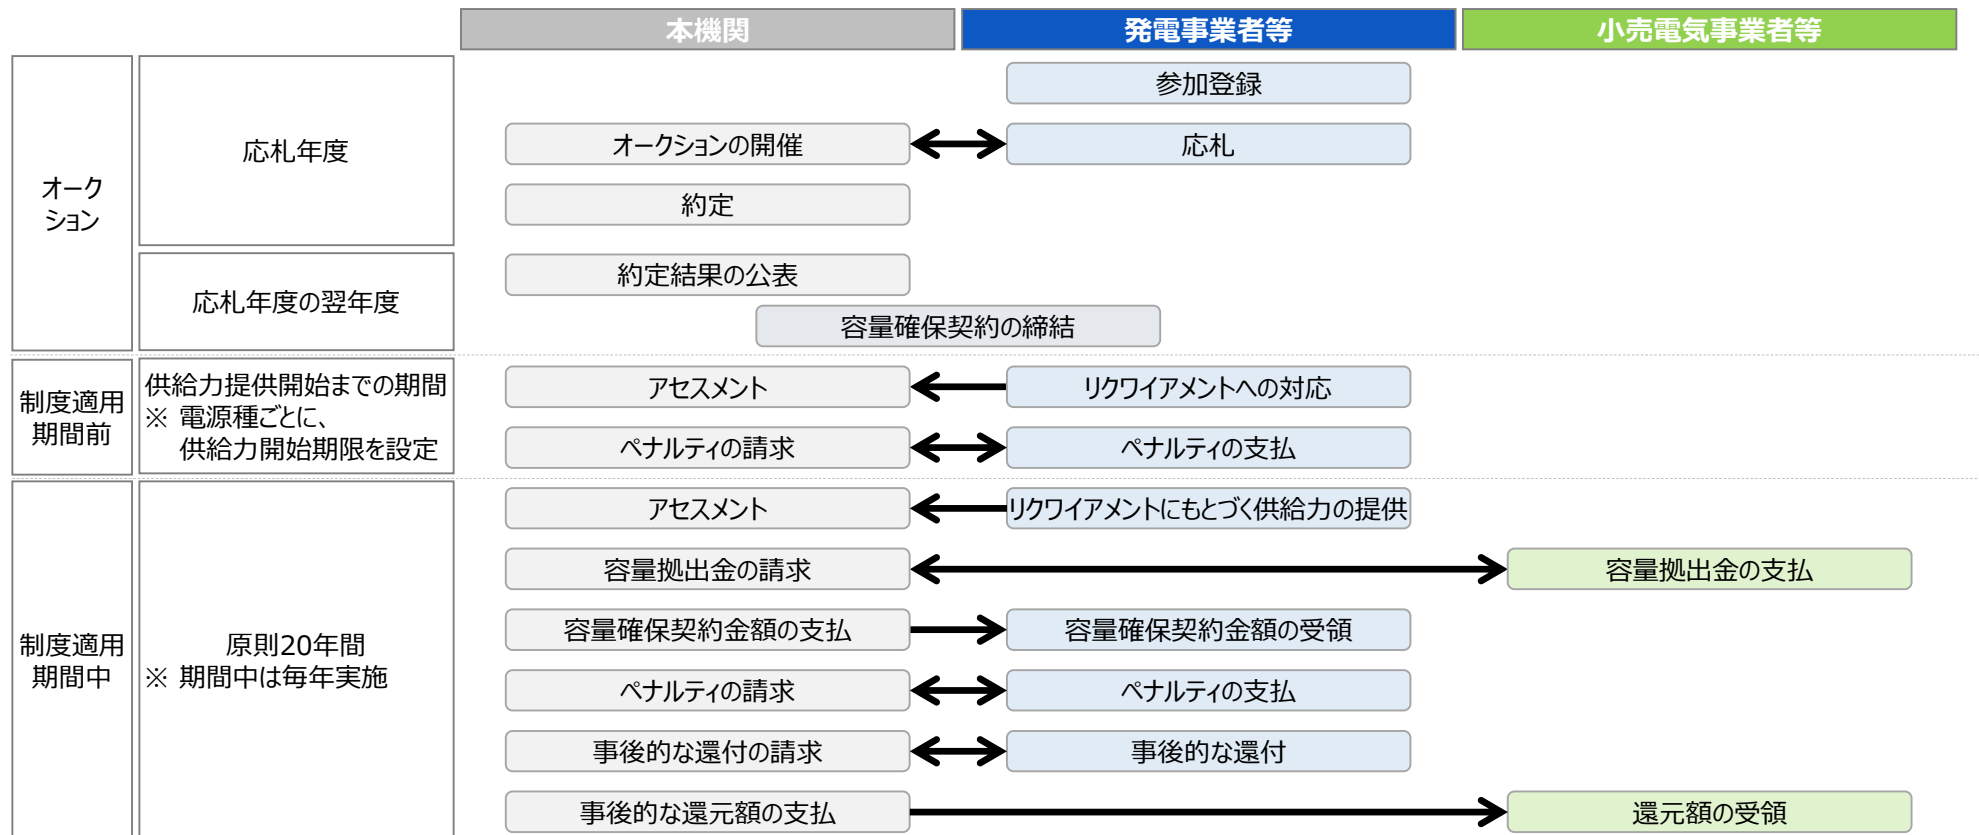 本機関
発電事業者等
小売電気事業者等
オーク
ション
応札年度
参加登録
オークションの開催
応札
約定
応札年度の翌年度
約定結果の公表
容量確保契約の締結
制度適用
期間前
供給力提供開始までの期間
※ 電源種ごとに、
供給力開始期限を設定
アセスメント
リクワイアメントへの対応
ペナルティの請求
ペナルティの支払
制度適用
期間中
原則20年間
※ 期間中は毎年実施
アセスメント
リクワイアメントにもとづく供給力の提供
容量拠出金の請求
容量拠出金の支払
容量確保契約金額の支払
容量確保契約金額の受領
ペナルティの請求
ペナルティの支払
事後的な還付の請求
事後的な還付
事後的な還元額の支払
還元額の受領